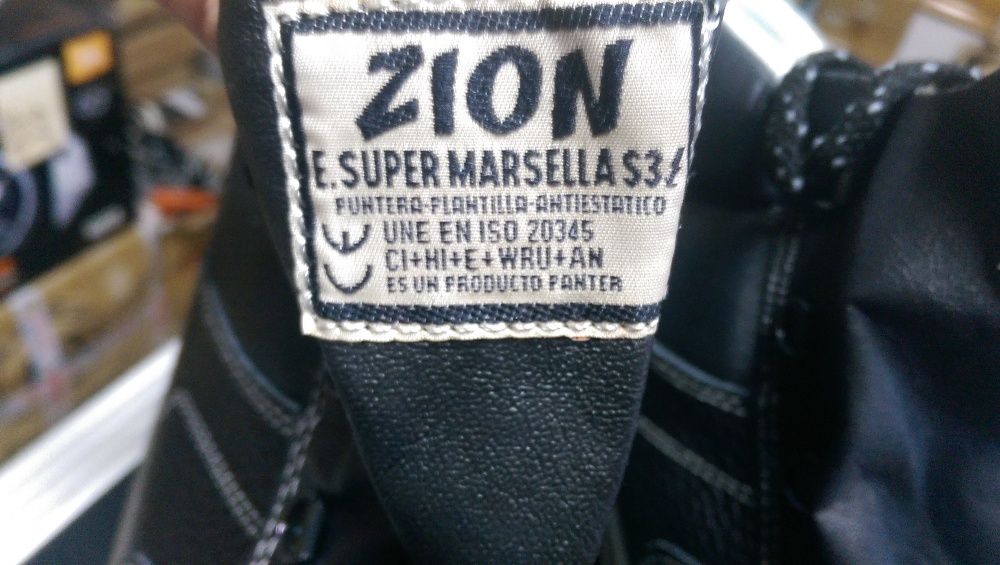 ZION
E. SUPER MARSELLA S3
PUNTERA-PLANTILLA-ANTIESTATICO
CE UNE EN ISO 20345
CI+HI+E+WRU+AN
ES UN PRODUCTO PANTER